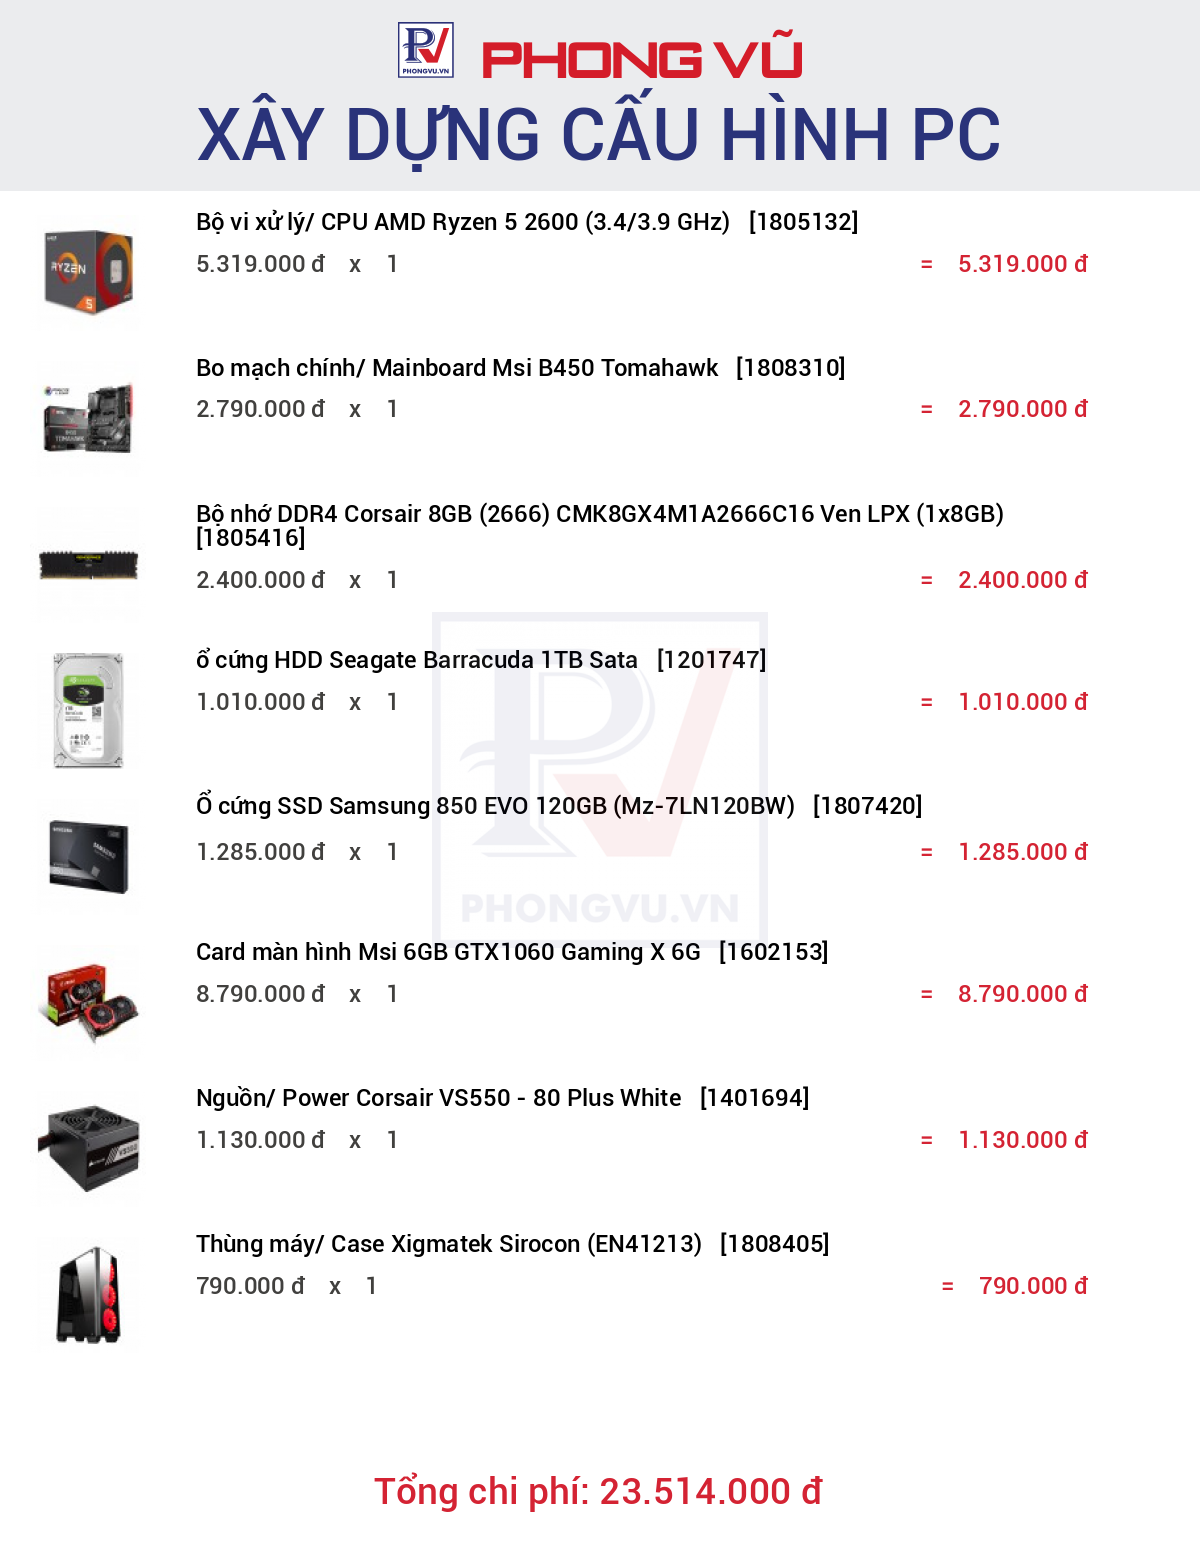 PV
PHONGVU.VN
PHONG VŨ
XÂY DỰNG CẤU HÌNH PC
Bộ vi xử lý/ CPU AMD Ryzen 5 2600 (3.4/3.9 GHz) [1805132]
5.319.000 đ x 1 = 5.319.000 đ
RYZEN
5
Bo mạch chính/ Mainboard Msi B450 Tomahawk [1808310]
2.790.000 đ x 1 = 2.790.000 đ
TOMAHAWK
Bộ nhớ DDR4 Corsair 8GB (2666) CMK8GX4M1A2666C16 Ven LPX (1x8GB)
[1805416]
2.400.000 đ x 1 = 2.400.000 đ
ổ cứng HDD Seagate Barracuda 1TB Sata [1201747]
1.010.000 đ x 1 = 1.010.000 đ
Ổ cứng SSD Samsung 850 EVO 120GB (Mz-7LN120BW) [1807420]
1.285.000 đ x 1 = 1.285.000 đ
SAMSUNG
PHONGVU.VN
Card màn hình Msi 6GB GTX1060 Gaming X 6G [1602153]
8.790.000 đ x 1 = 8.790.000 đ
Nguồn/ Power Corsair VS550 - 80 Plus White [1401694]
1.130.000 đ x 1 = 1.130.000 đ
VS550
Thùng máy/ Case Xigmatek Sirocon (EN41213) [1808405]
790.000 đ x 1 = 790.000 đ
Tổng chi phí: 23.514.000 đ